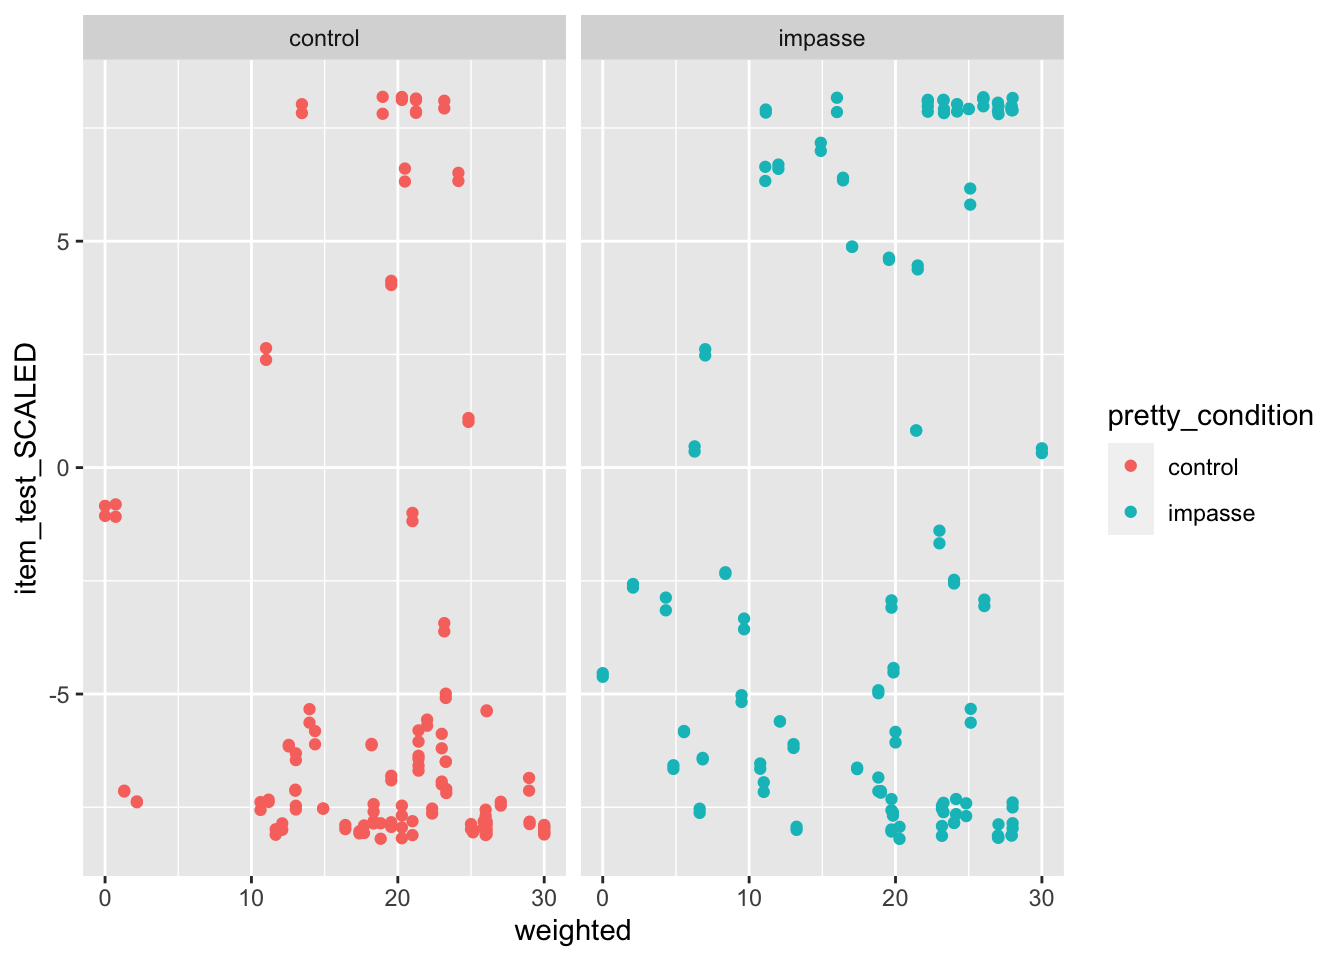 control
impasse
5
0
-5
item_test_SCALED
0 10 20 30
0 10 20 30
weighted
pretty_condition
control
impasse